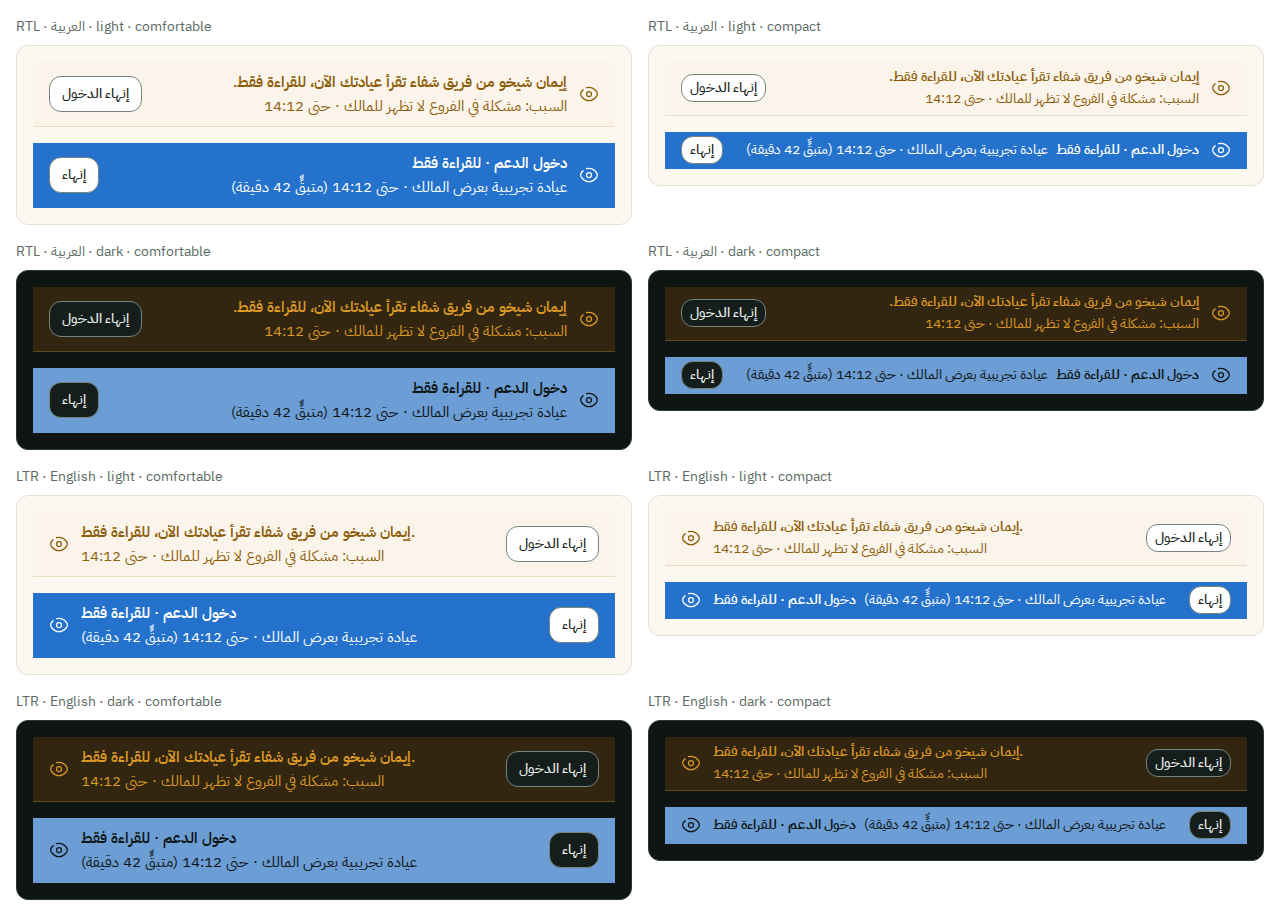 RTL · العربية · light · comfortable
إيمان شيخو من فريق شفاء تقرأ عيادتك الآن، للقراءة فقط.
السبب: مشكلة في الفروع لا تظهر للمالك · حتى 14:12
إنهاء الدخول
دخول الدعم · للقراءة فقط
عيادة تجريبية بعرض المالك · حتى 14:12 (متبقٍّ 42 دقيقة)
إنهاء
RTL · العربية · light · compact
إيمان شيخو من فريق شفاء تقرأ عيادتك الآن، للقراءة فقط.
السبب: مشكلة في الفروع لا تظهر للمالك · حتى 14:12
إنهاء الدخول
دخول الدعم · للقراءة فقط عيادة تجريبية بعرض المالك · حتى 14:12 (متبقٍّ 42 دقيقة)
إنهاء
RTL · العربية · dark · comfortable
إيمان شيخو من فريق شفاء تقرأ عيادتك الآن، للقراءة فقط.
السبب: مشكلة في الفروع لا تظهر للمالك · حتى 14:12
إنهاء الدخول
دخول الدعم · للقراءة فقط
عيادة تجريبية بعرض المالك · حتى 14:12 (متبقٍّ 42 دقيقة)
إنهاء
RTL · العربية · dark · compact
إيمان شيخو من فريق شفاء تقرأ عيادتك الآن، للقراءة فقط.
السبب: مشكلة في الفروع لا تظهر للمالك · حتى 14:12
إنهاء الدخول
دخول الدعم · للقراءة فقط عيادة تجريبية بعرض المالك · حتى 14:12 (متبقٍّ 42 دقيقة)
إنهاء
LTR · English · light · comfortable
إيمان شيخو من فريق شفاء تقرأ عيادتك الآن، للقراءة فقط.
السبب: مشكلة في الفروع لا تظهر للمالك · حتى 14:12
إنهاء الدخول
دخول الدعم · للقراءة فقط
عيادة تجريبية بعرض المالك · حتى 14:12 (متبقٍّ 42 دقيقة)
إنهاء
LTR · English · light · compact
إيمان شيخو من فريق شفاء تقرأ عيادتك الآن، للقراءة فقط.
السبب: مشكلة في الفروع لا تظهر للمالك · حتى 14:12
إنهاء الدخول
دخول الدعم · للقراءة فقط عيادة تجريبية بعرض المالك · حتى 14:12 (متبقٍّ 42 دقيقة)
إنهاء
LTR · English · dark · comfortable
إيمان شيخو من فريق شفاء تقرأ عيادتك الآن، للقراءة فقط.
السبب: مشكلة في الفروع لا تظهر للمالك · حتى 14:12
إنهاء الدخول
دخول الدعم · للقراءة فقط
عيادة تجريبية بعرض المالك · حتى 14:12 (متبقٍّ 42 دقيقة)
إنهاء
LTR · English · dark · compact
إيمان شيخو من فريق شفاء تقرأ عيادتك الآن، للقراءة فقط.
السبب: مشكلة في الفروع لا تظهر للمالك · حتى 14:12
إنهاء الدخول
دخول الدعم · للقراءة فقط عيادة تجريبية بعرض المالك · حتى 14:12 (متبقٍّ 42 دقيقة)
إنهاء